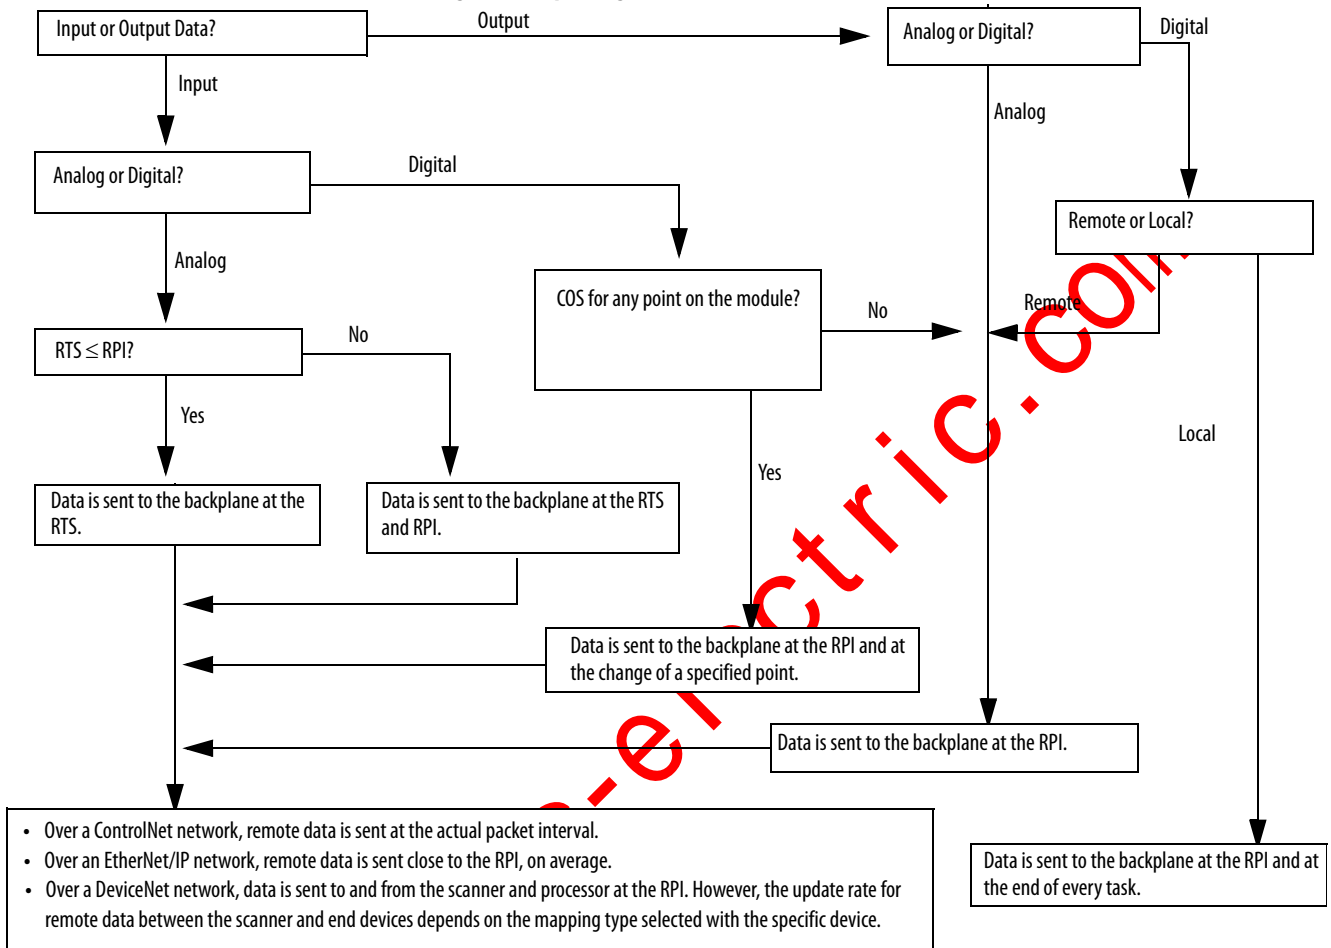 Input or Output Data?
Output
Analog or Digital?
Digital
Input
Analog
Analog or Digital?
Digital
Remote or Local?
Analog
COS for any point on the module?
No
Remote
RTS ≤ RPI?
No
Yes
Local
Yes
Data is sent to the backplane at the
RTS.
Data is sent to the backplane at the RTS
and RPI.
Data is sent to the backplane at the RPI and at
the change of a specified point.
Data is sent to the backplane at the RPI.
• Over a ControlNet network, remote data is sent at the actual packet interval.
• Over an EtherNet/IP network, remote data is sent close to the RPI, on average.
• Over a DeviceNet network, data is sent to and from the scanner and processor at the RPI. However, the update rate for
remote data between the scanner and end devices depends on the mapping type selected with the specific device.
Data is sent to the backplane at the RPI and at
the end of every task.